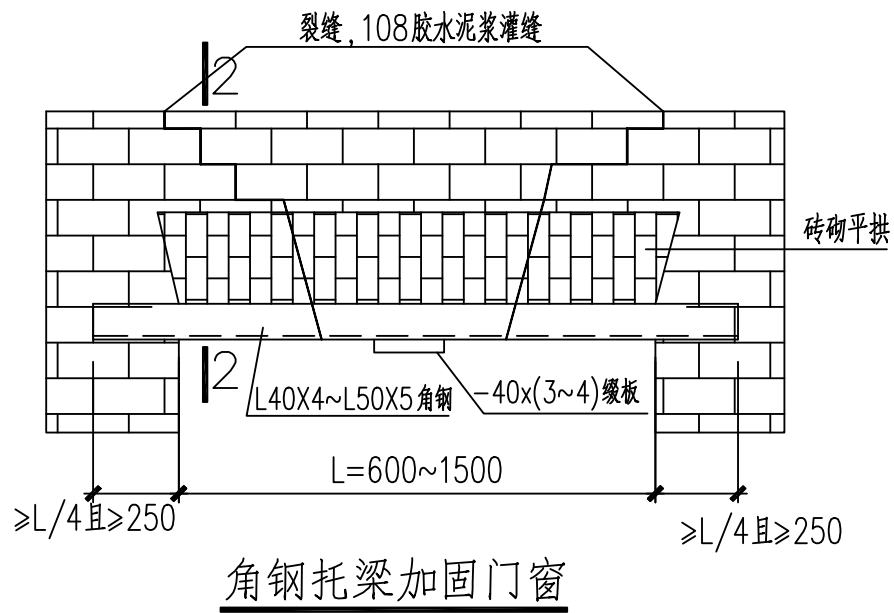 裂缝,108胶水泥浆灌缝
2
砖砌平拱
2
L40X4~L50X5角钢
-40x(3~4)缀板
L=600~1500
≥L/4且≥250
≥L/4且≥250
角钢托梁加固门窗